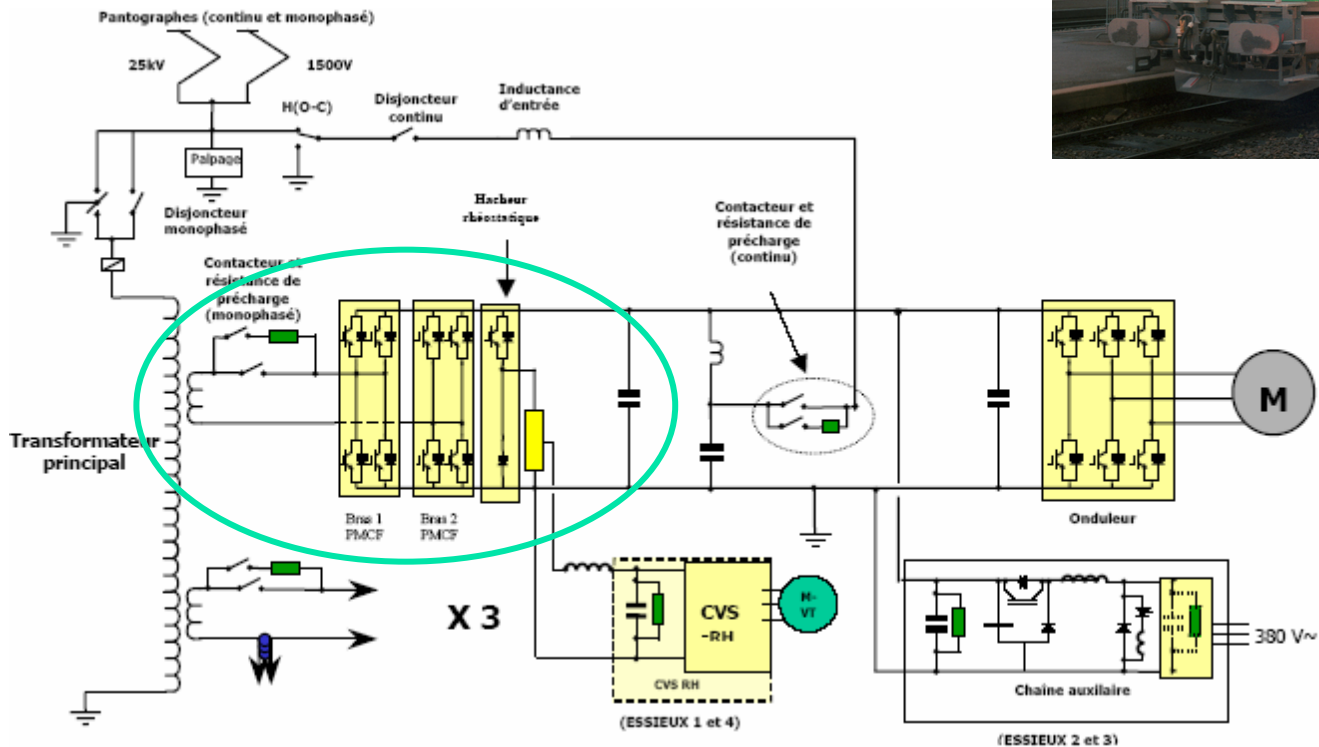 Pantographes (continu et monophasé)
25kV
1500V
H(O-C)
Disjoncteur
continu
Inductance
d'entrée
Palpage
Disjoncteur
monophasé
Hacheur
rhéostatique
Contacteur et
résistance de
précharge
(continu)
Contacteur et
résistance de
précharge
(monophasé)
Transformateur
principal
M
Bras 1
PMCF
Bras 2
PMCF
Onduleur
X 3
CVS
-RH
M-
VT
CVS RH
(ESSIEUX 1 et 4)
380 V~
Chaine auxilaire
(ESSIEUX 2 et 3)